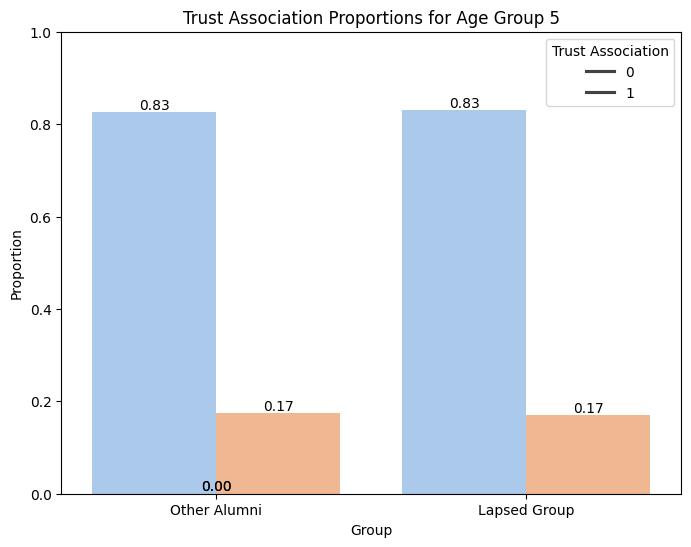 Trust Association Proportions for Age Group 5
1.0
0.8
0.6
0.4
0.2
0.0
Proportion
Trust Association
0
1
0.83
0.17
0.00
0.83
0.17
Other Alumni
Lapsed Group
Group